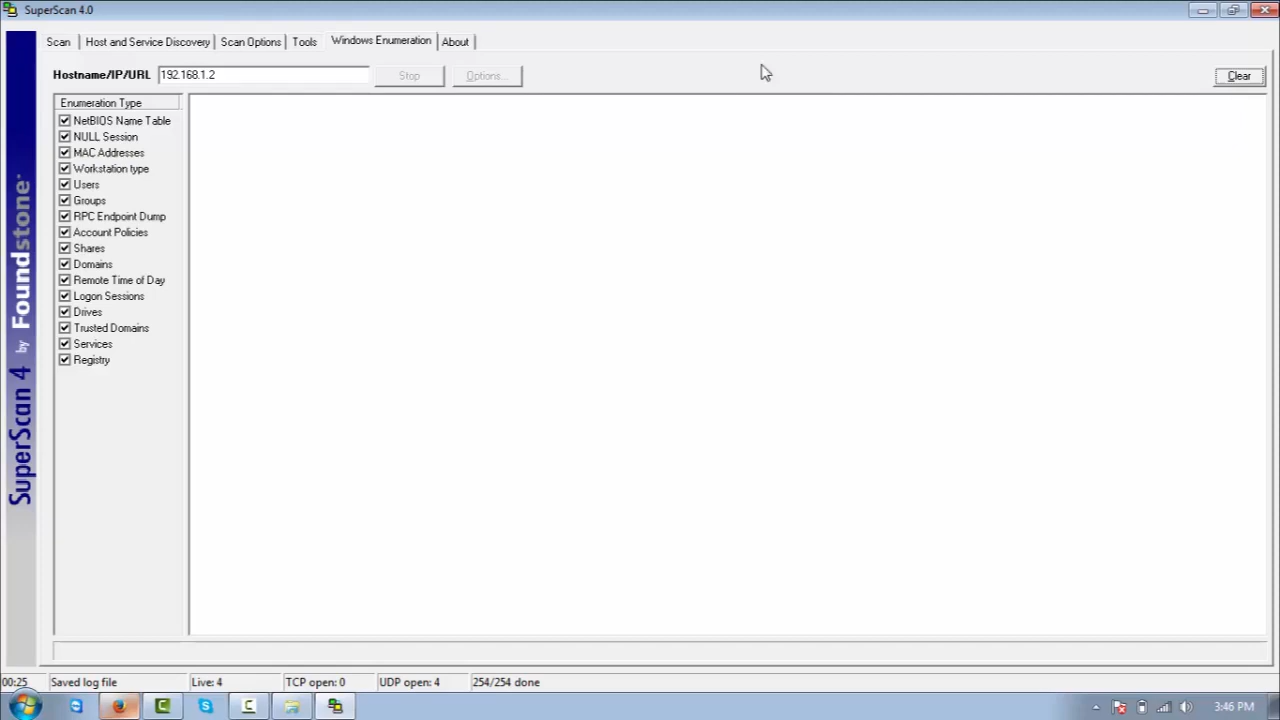 SuperScan 4.0
Scan
Host and Service Discovery
Scan Options
Tools
Windows Enumeration
About
Hostname/IP/URL
192.168.1.2
Stop
Options...
Clear
Enumeration Type
NetBIOS Name Table
NULL Session
MAC Addresses
Workstation type
Users
Groups
RPC Endpoint Dump
Account Policies
Shares
Domains
Remote Time of Day
Logon Sessions
Drives
Trusted Domains
Services
Registry
SuperScan 4 by Foundstone
00:25
Saved log file
Live: 4
TCP open: 0
UDP open: 4
254/254 done
3:46 PM